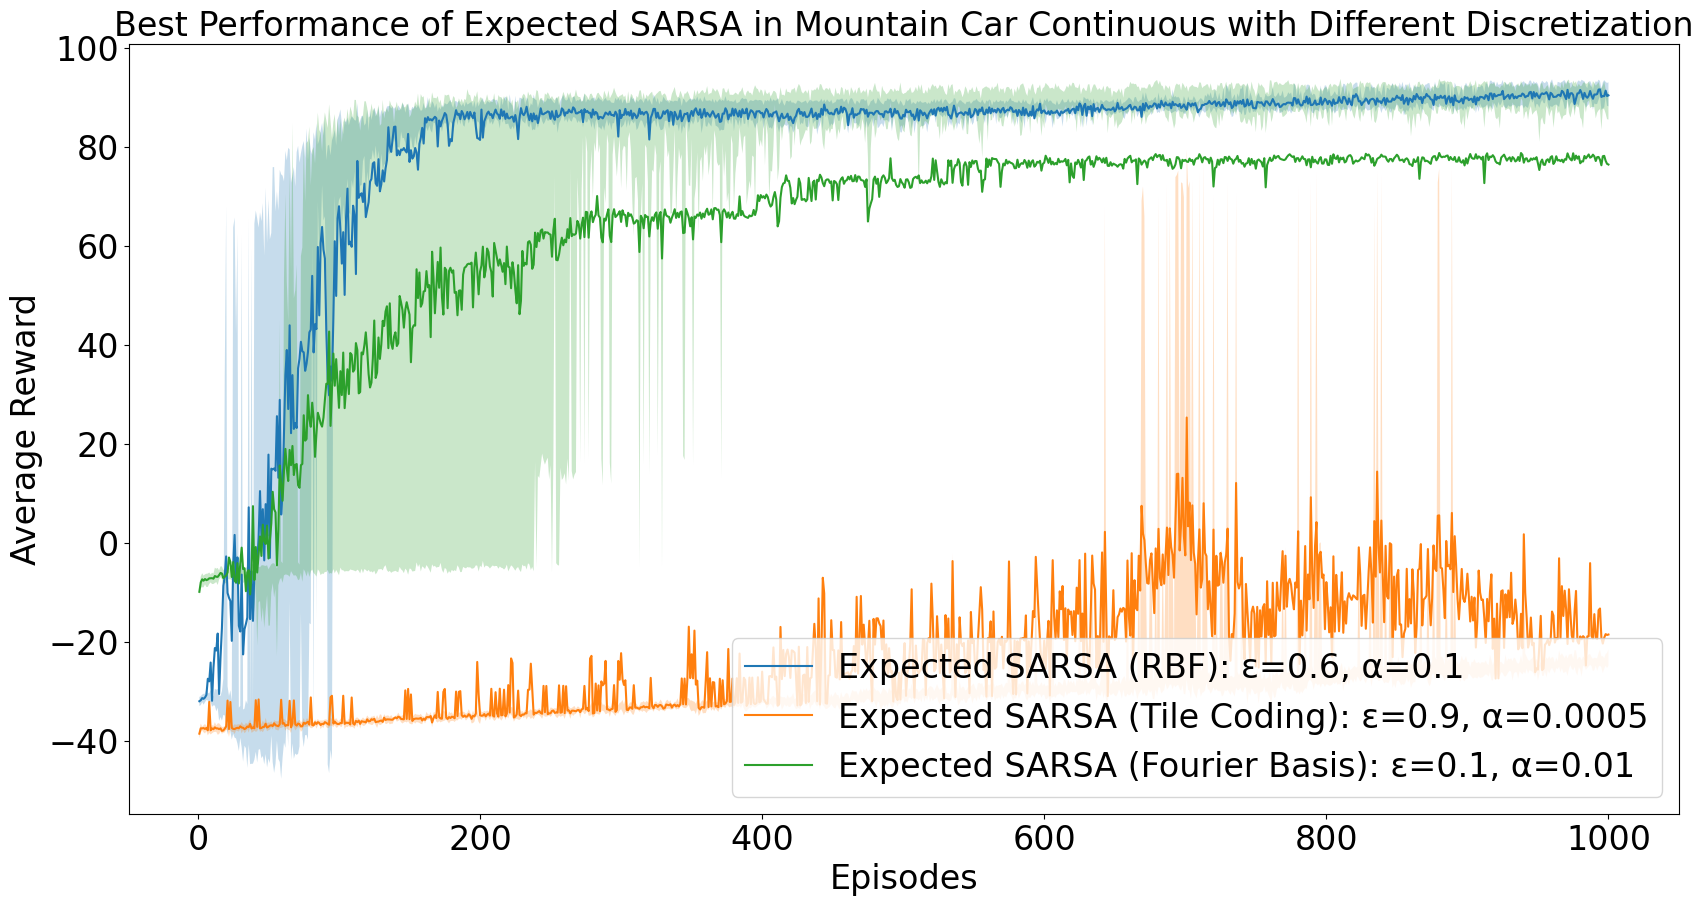 Best Performance of Expected SARSA in Mountain Car Continuous with Different Discretization
100
80
60
40
20
0
−20
−40
Average Reward
Expected SARSA (RBF): ε=0.6, α=0.1
Expected SARSA (Tile Coding): ε=0.9, α=0.0005
Expected SARSA (Fourier Basis): ε=0.1, α=0.01
0 200 400 600 800 1000
Episodes